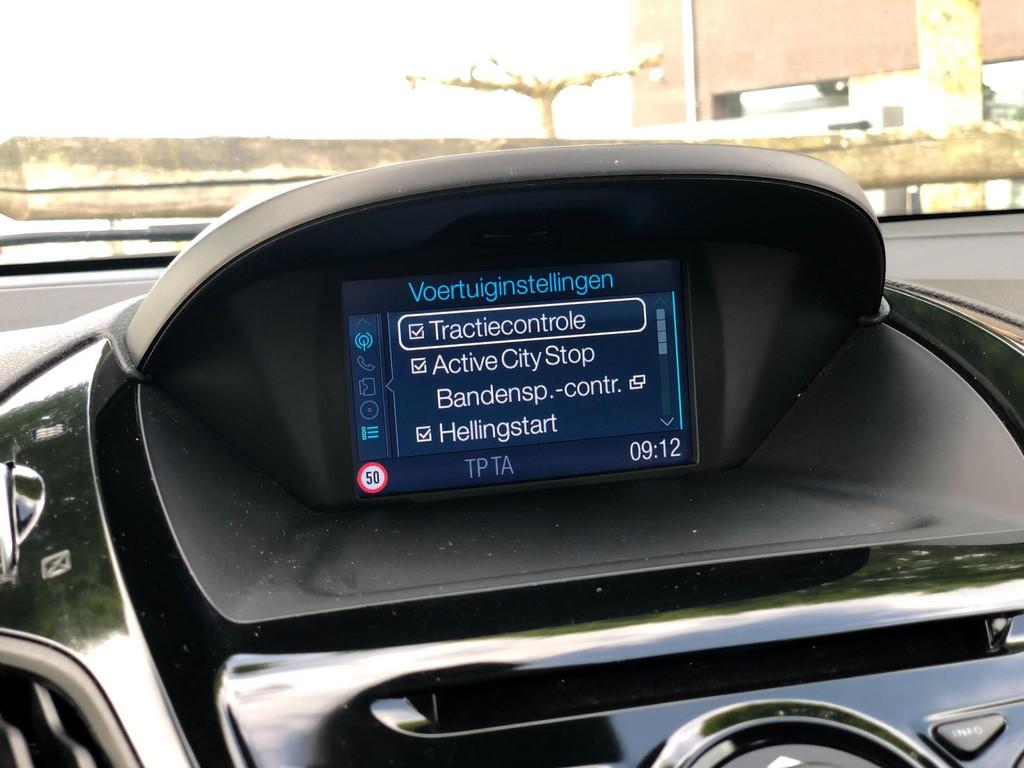 Voertuiginstellingen
Tractiecontrole
Active City Stop
Bandensp.-contr.
Hellingstart
50
TP TA
09:12
INFO